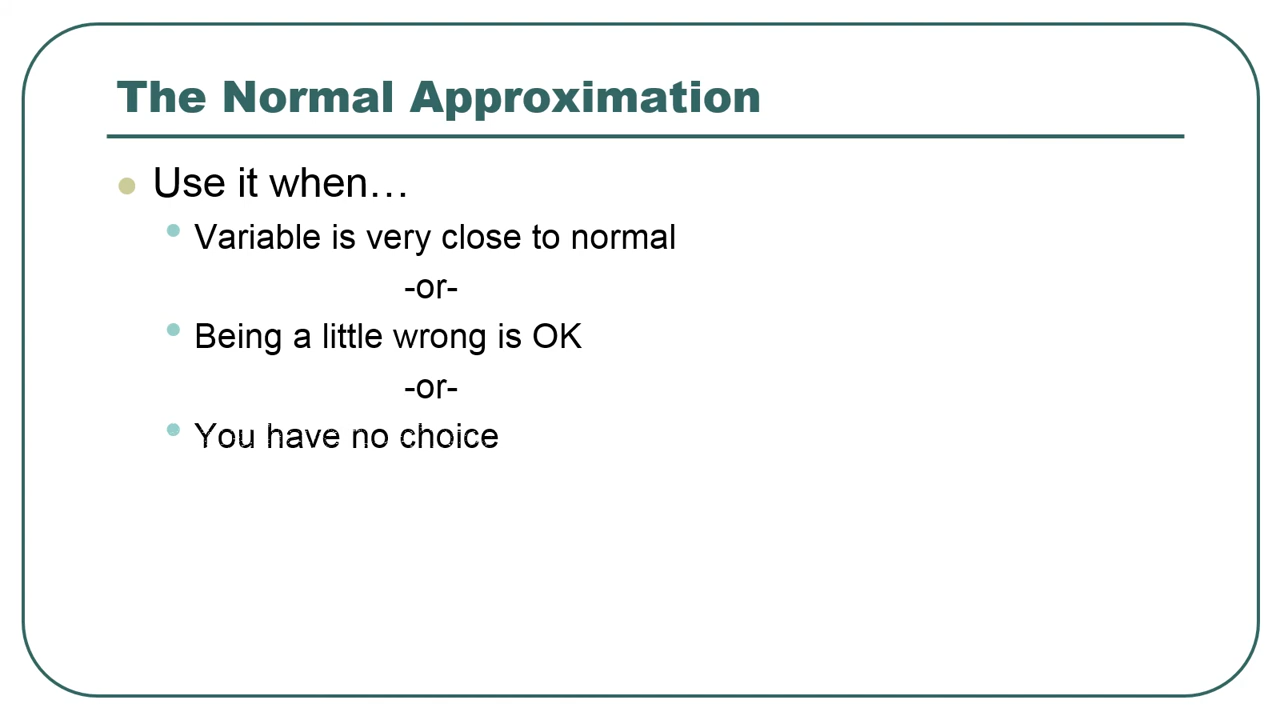 The Normal Approximation
Use it when…
Variable is very close to normal
-or-
Being a little wrong is OK
-or-
You have no choice